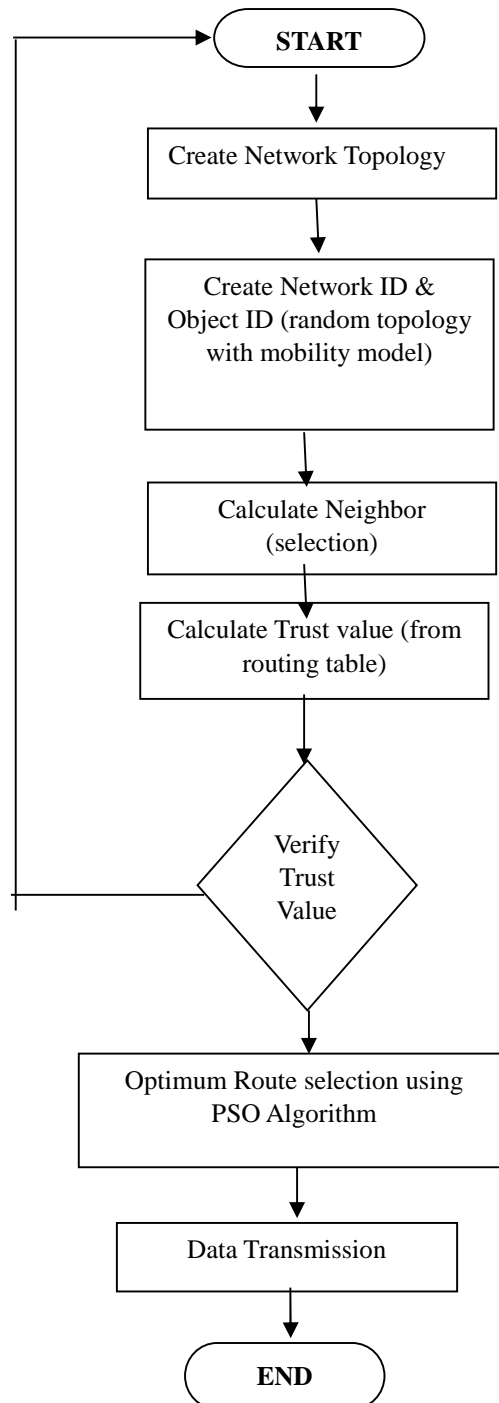 START
Create Network Topology
Create Network ID &
Object ID (random topology
with mobility model)
Calculate Neighbor
(selection)
Calculate Trust value (from
routing table)
Verify
Trust
Value
Optimum Route selection using
PSO Algorithm
Data Transmission
END